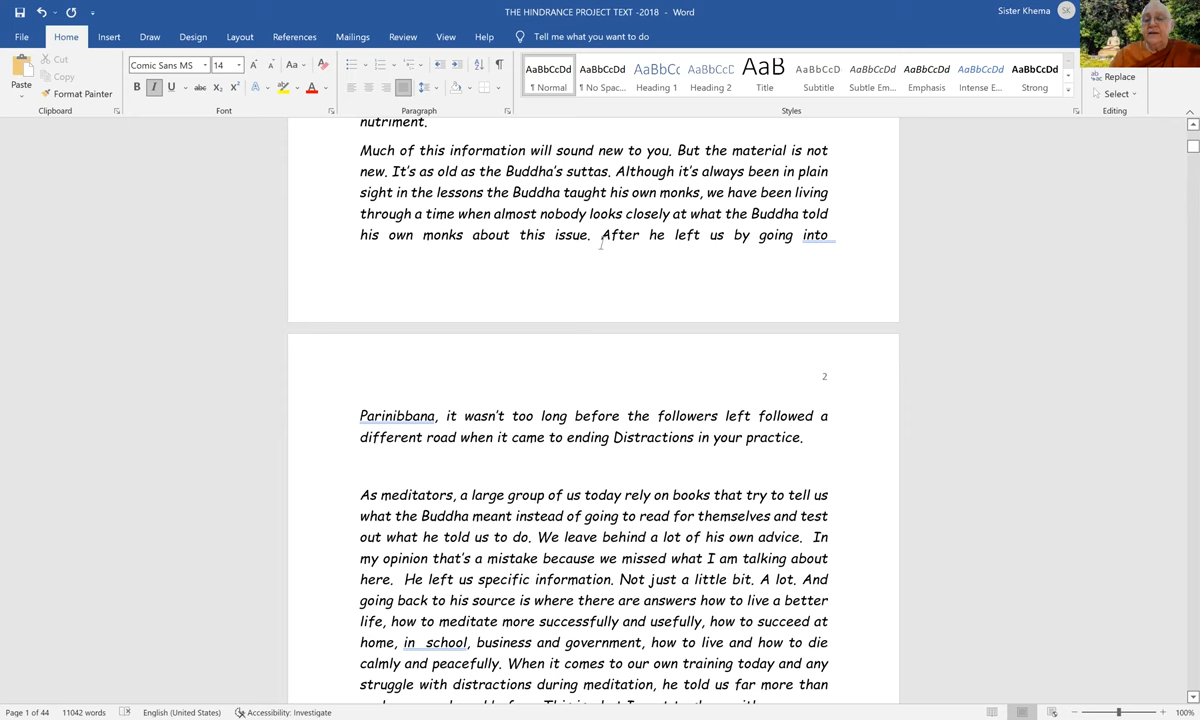 THE HINDRANCE PROJECT TEXT -2018 - Word
Sister Khema
SK
File Home Insert Draw Design Layout References Mailings Review View Help Tell me what you want to do
Paste
Cut
Copy
Format Painter
Clipboard
Comic Sans MS 14
Font
Paragraph
AaBbCcDd AaBbCcDd AaBbCc AaBbCcD AaB AaBbCcD AaBbCcDd AaBbCcDd AaBbCcDd AaBbCcDd
¶ Normal ¶ No Spac... Heading 1 Heading 2 Title Subtitle Subtle Em... Emphasis Intense E... Strong
Styles
Replace
Select
Editing
nutriment.
Much of this information will sound new to you. But the material is not
new. It's as old as the Buddha's suttas. Although it's always been in plain
sight in the lessons the Buddha taught his own monks, we have been living
through a time when almost nobody looks closely at what the Buddha told
his own monks about this issue. After he left us by going into
2
Parinibbana, it wasn't too long before the followers left followed a
different road when it came to ending Distractions in your practice.
As meditators, a large group of us today rely on books that try to tell us
what the Buddha meant instead of going to read for themselves and test
out what he told us to do. We leave behind a lot of his own advice. In
my opinion that's a mistake because we missed what I am talking about
here. He left us specific information. Not just a little bit. A lot. And
going back to his source is where there are answers how to live a better
life, how to meditate more successfully and usefully, how to succeed at
home, in school, business and government, how to live and how to die
calmly and peacefully. When it comes to our own training today and any
struggle with distractions during meditation, he told us far more than
Page 1 of 44 11042 words English (United States) Accessibility: Investigate 100%